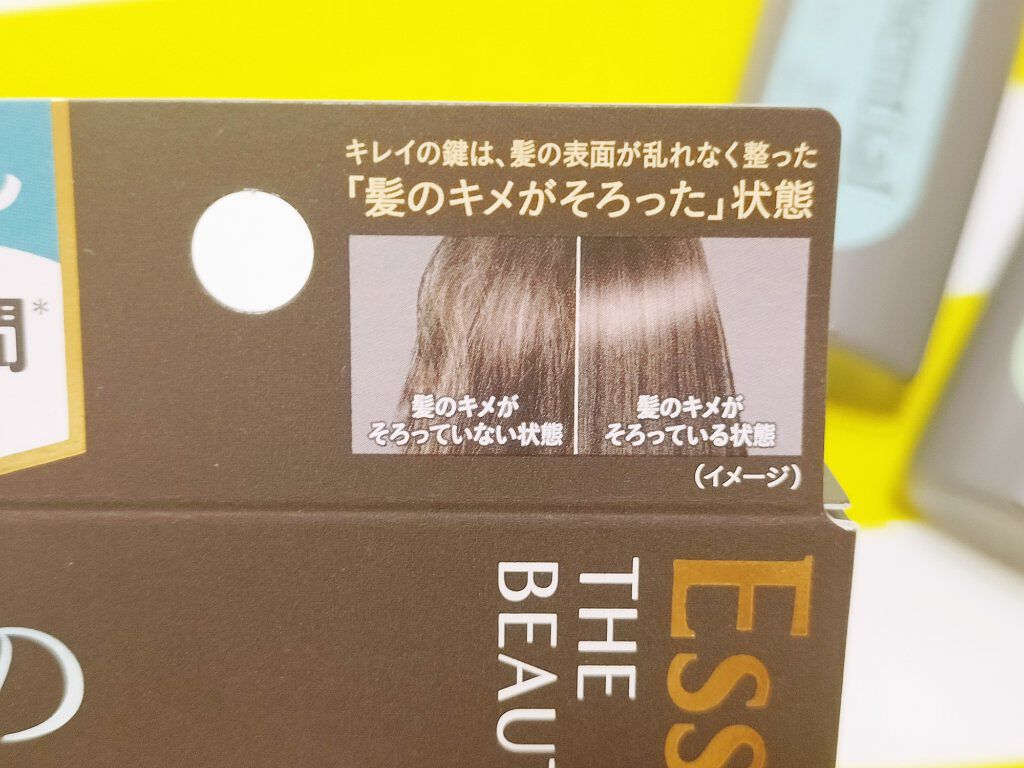 キレイの鍵は、髪の表面が乱れなく整った
「髪のキメがそろった」状態
髪のキメが
そろっていない状態
髪のキメが
そろっている状態
(イメージ)
間*
ESS
THE
BEAU
の